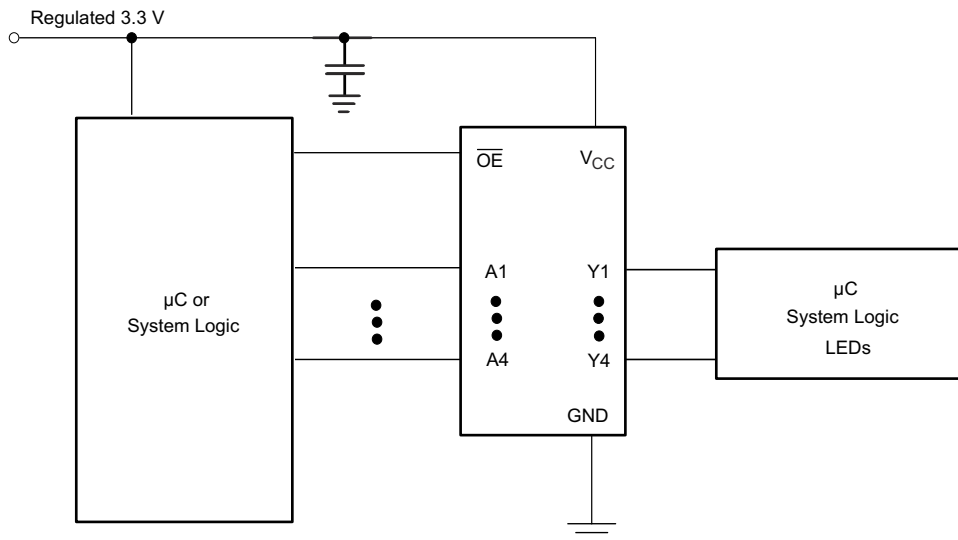 Regulated 3.3 V
OE
VCC
A1
Y1
µC or
System Logic
µC
System Logic
LEDs
A4
Y4
GND